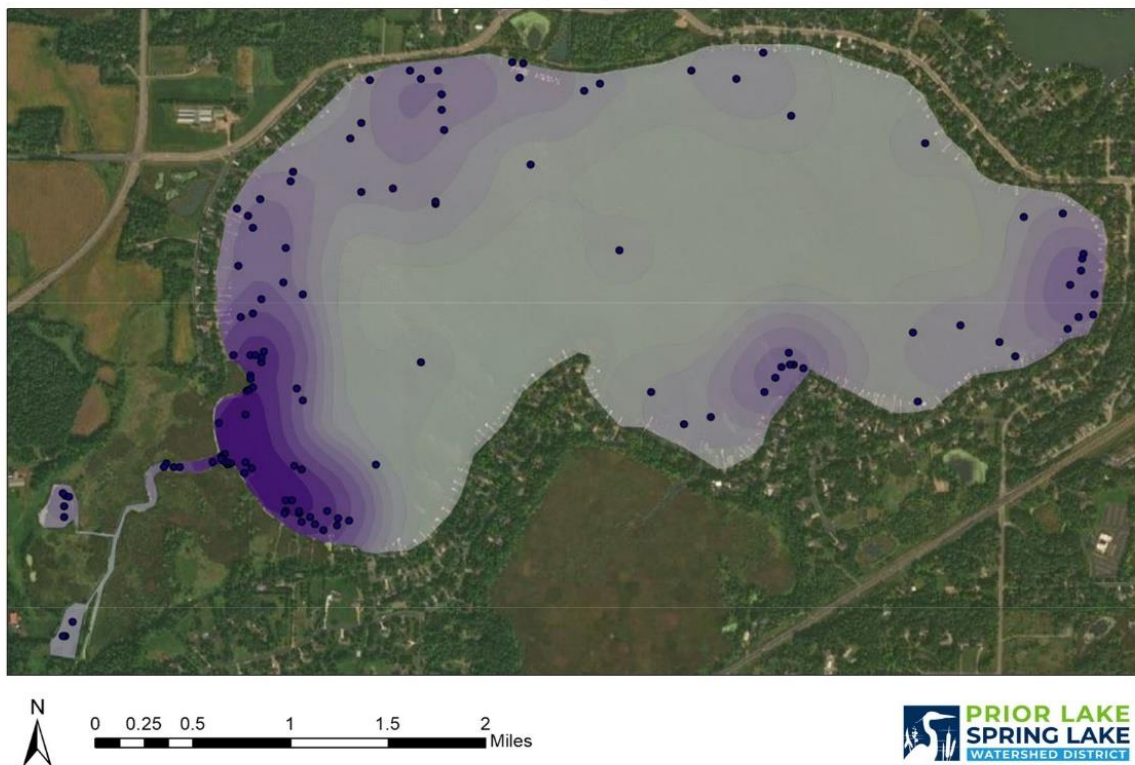 N
0 0.25 0.5 1 1.5 2
Miles
PRIOR LAKE
SPRING LAKE
WATERSHED DISTRICT